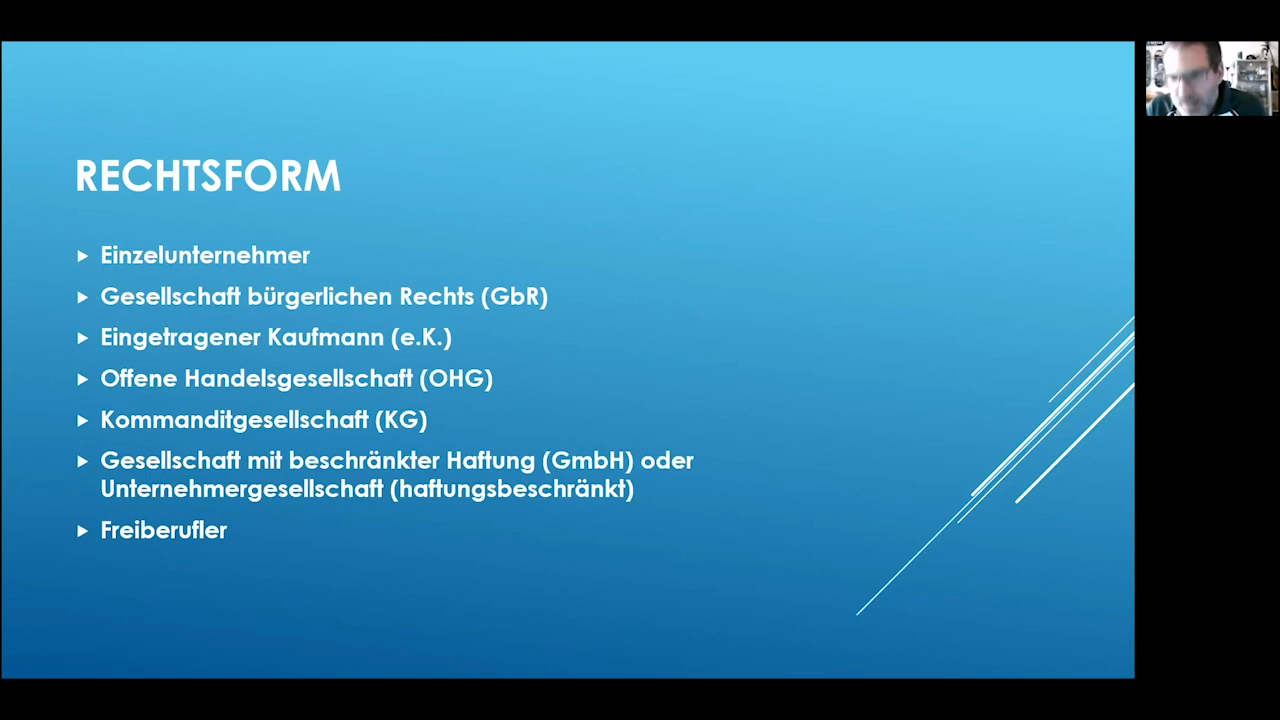 RECHTSFORM
Einzelunternehmer
Gesellschaft bürgerlichen Rechts (GbR)
Eingetragener Kaufmann (e.K.)
Offene Handelsgesellschaft (OHG)
Kommanditgesellschaft (KG)
Gesellschaft mit beschränkter Haftung (GmbH) oder
Unternehmergesellschaft (haftungsbeschränkt)
Freiberufler